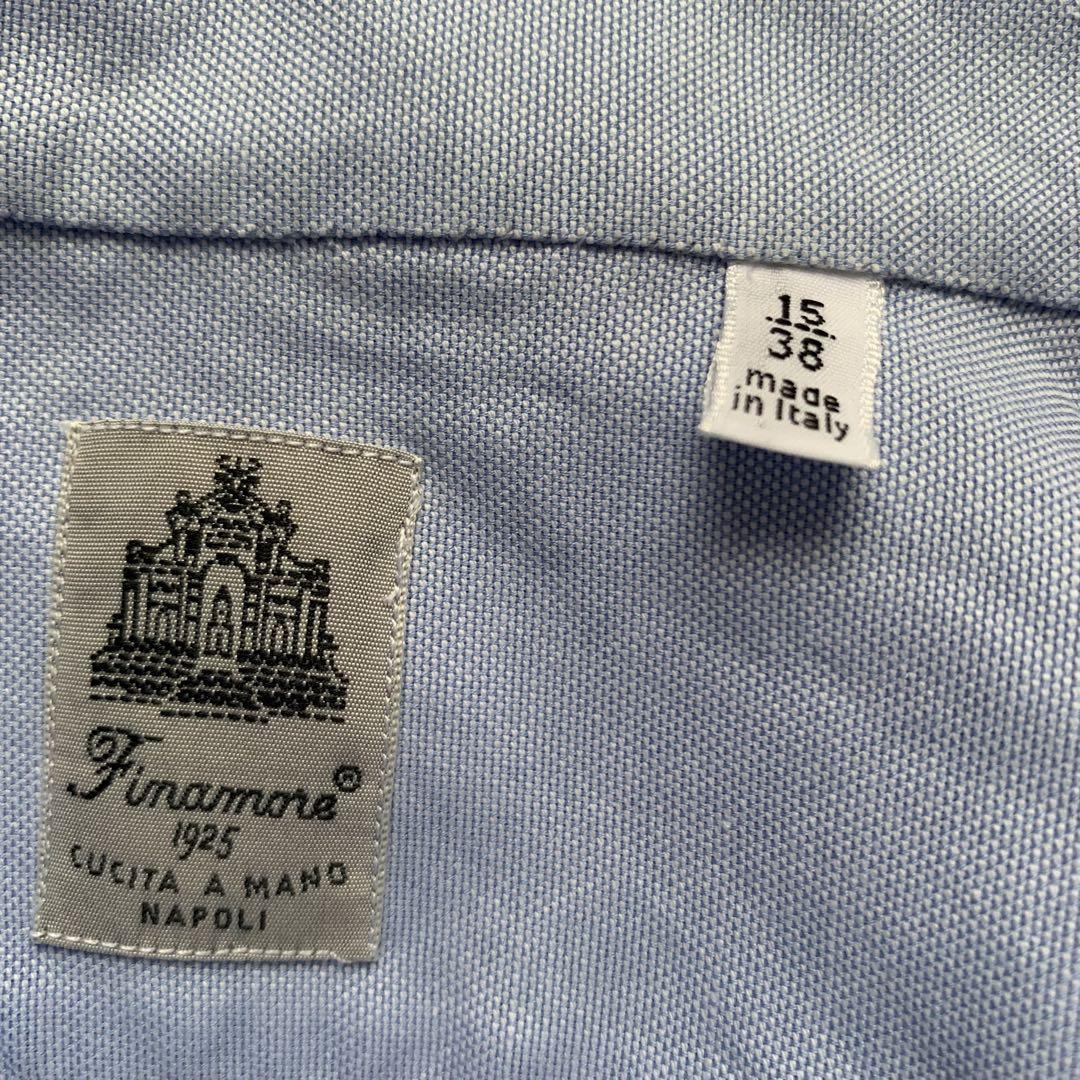 15
38
made
in Italy
Finamore®
1925
CUCITA A MANO
NAPOLI